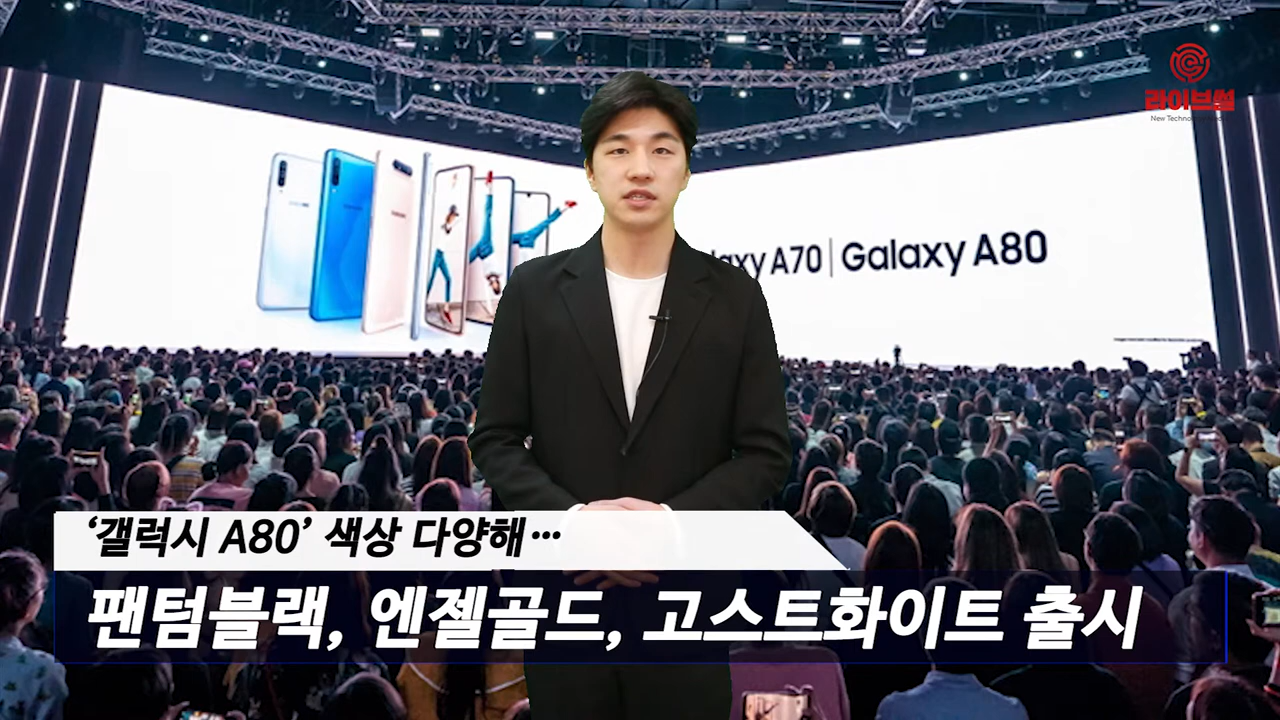 라이브썰
New Techno
axy A70 | Galaxy A80
‘갤럭시 A80’ 색상 다양해…
팬텀블랙, 엔젤골드, 고스트화이트 출시